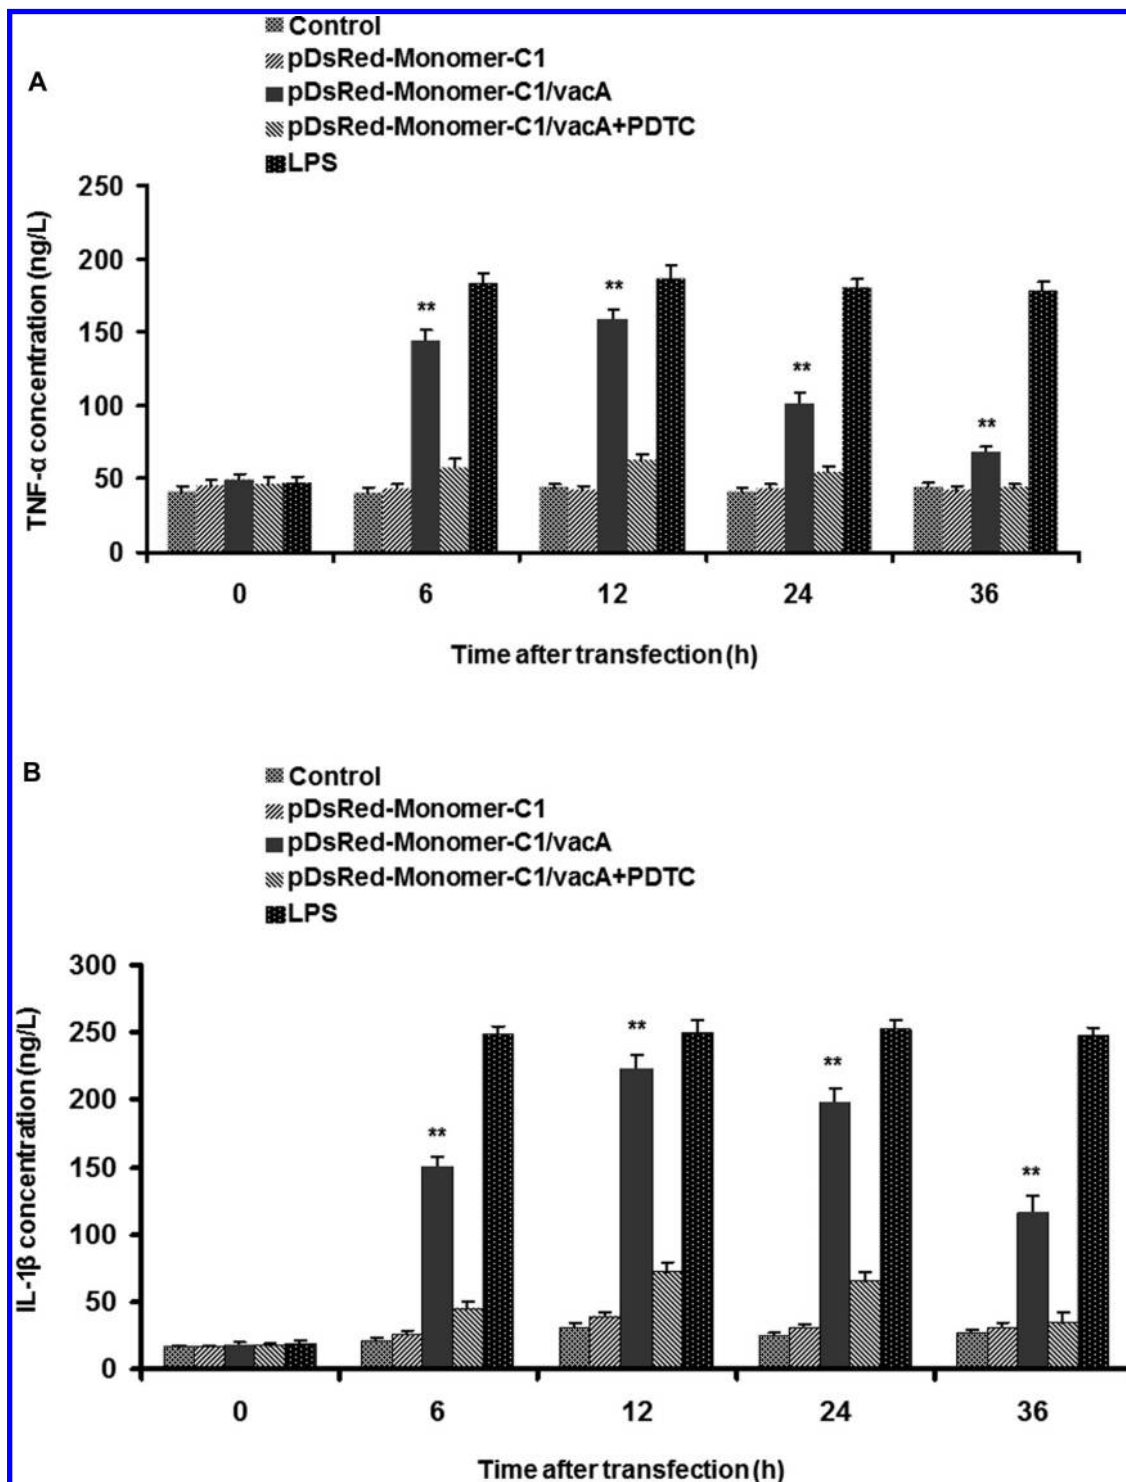 A
Control
pDsRed-Monomer-C1
pDsRed-Monomer-C1/vacA
pDsRed-Monomer-C1/vacA+PDTC
LPS
TNF-α concentration (ng/L)
250
200
150
100
50
0
**
**
**
**
0 6 12 24 36
Time after transfection (h)
B
Control
pDsRed-Monomer-C1
pDsRed-Monomer-C1/vacA
pDsRed-Monomer-C1/vacA+PDTC
LPS
IL-1β concentration (ng/L)
300
250
200
150
100
50
0
**
**
**
**
0 6 12 24 36
Time after transfection (h)